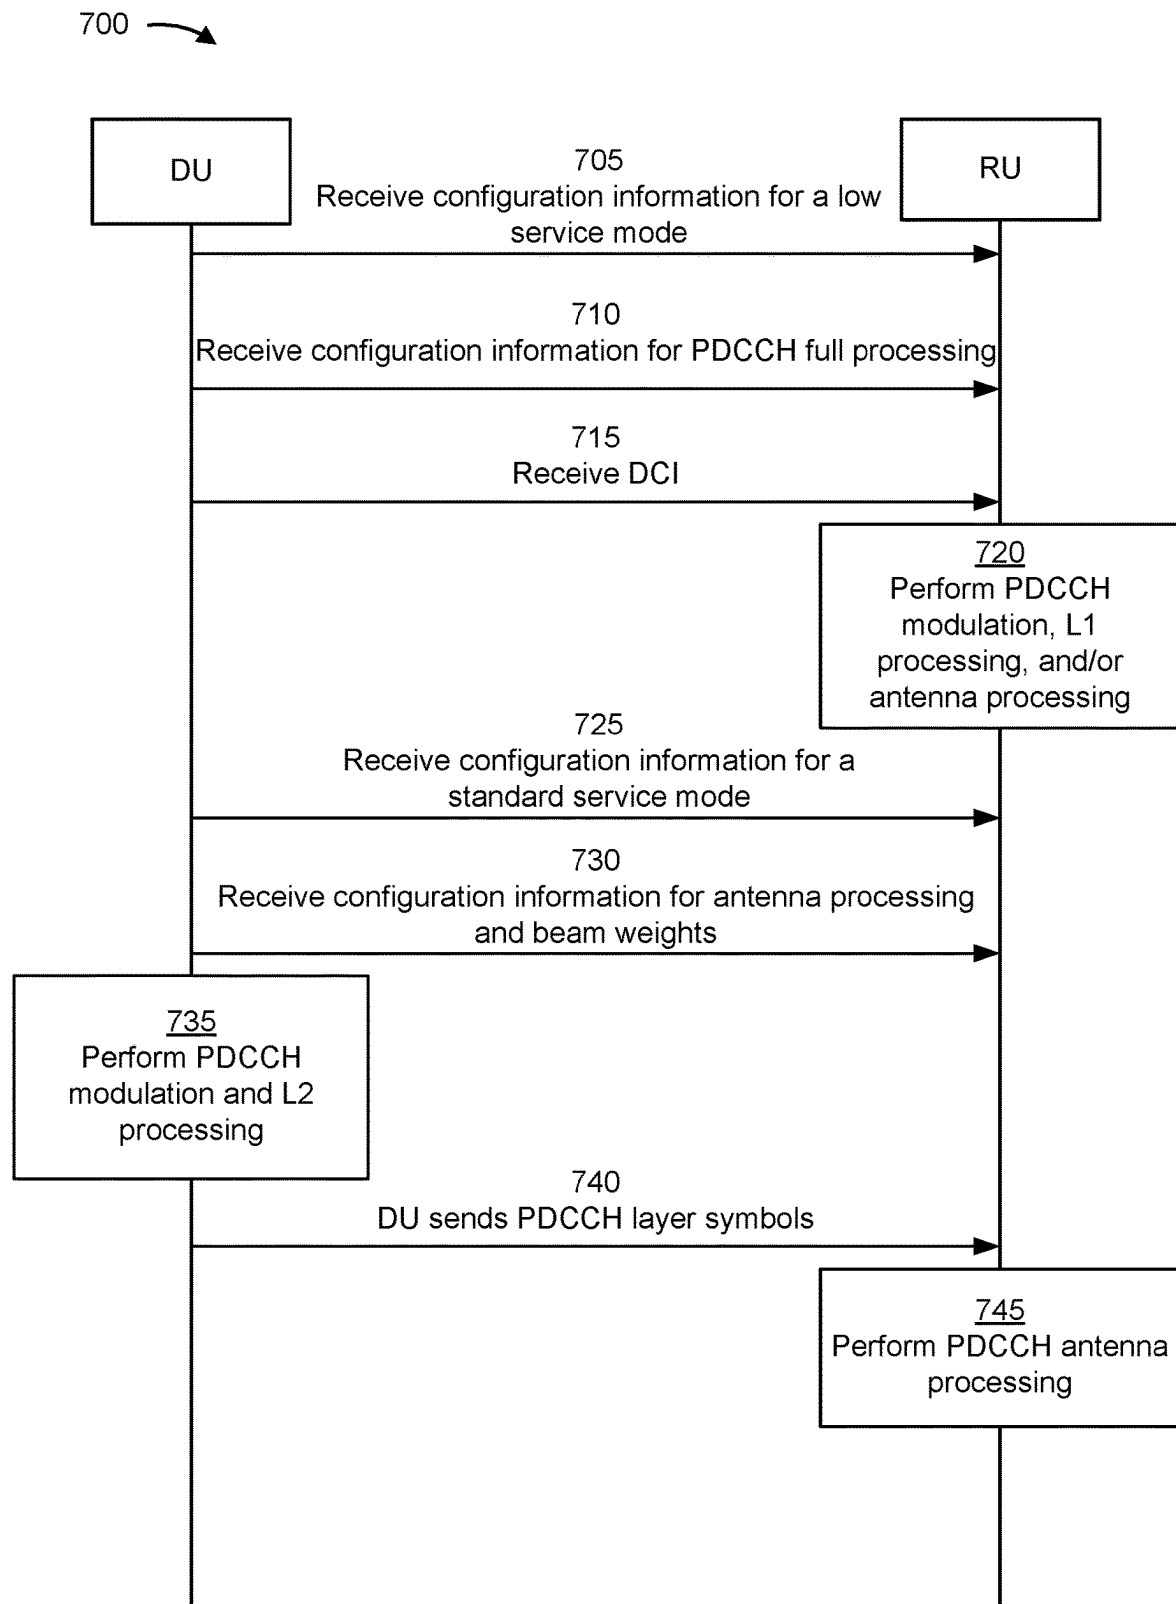 700
DU
RU
705
Receive configuration information for a low
service mode
710
Receive configuration information for PDCCH full processing
715
Receive DCI
720
Perform PDCCH
modulation, L1
processing, and/or
antenna processing
725
Receive configuration information for a
standard service mode
730
Receive configuration information for antenna processing
and beam weights
735
Perform PDCCH
modulation and L2
processing
740
DU sends PDCCH layer symbols
745
Perform PDCCH antenna
processing